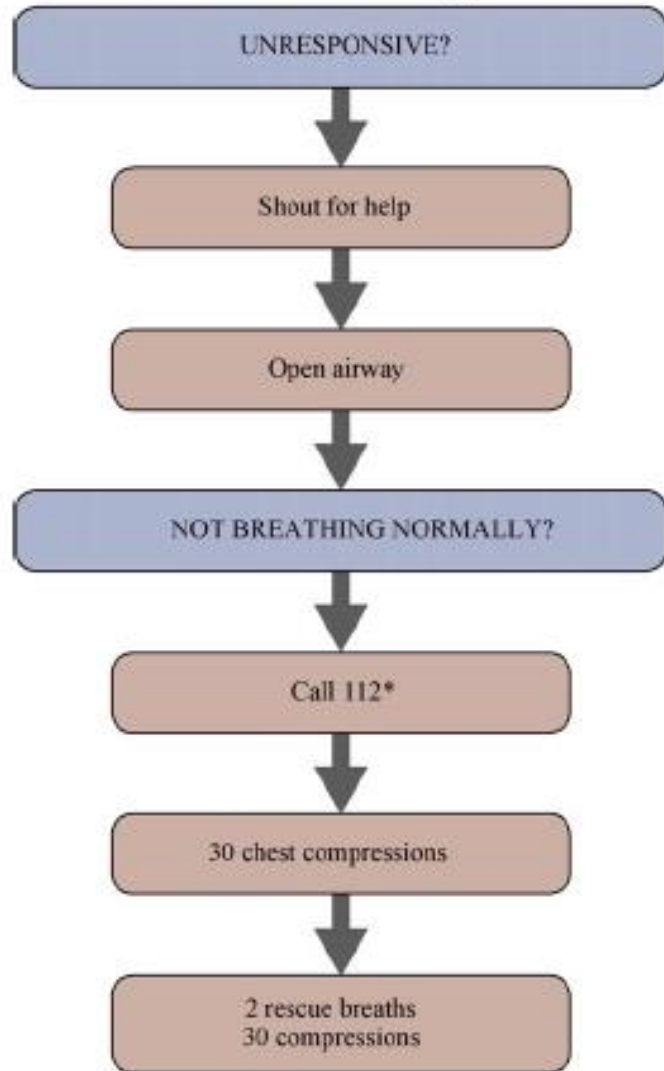 UNRESPONSIVE?
Shout for help
Open airway
NOT BREATHING NORMALLY?
Call 112*
30 chest compressions
2 rescue breaths
30 compressions